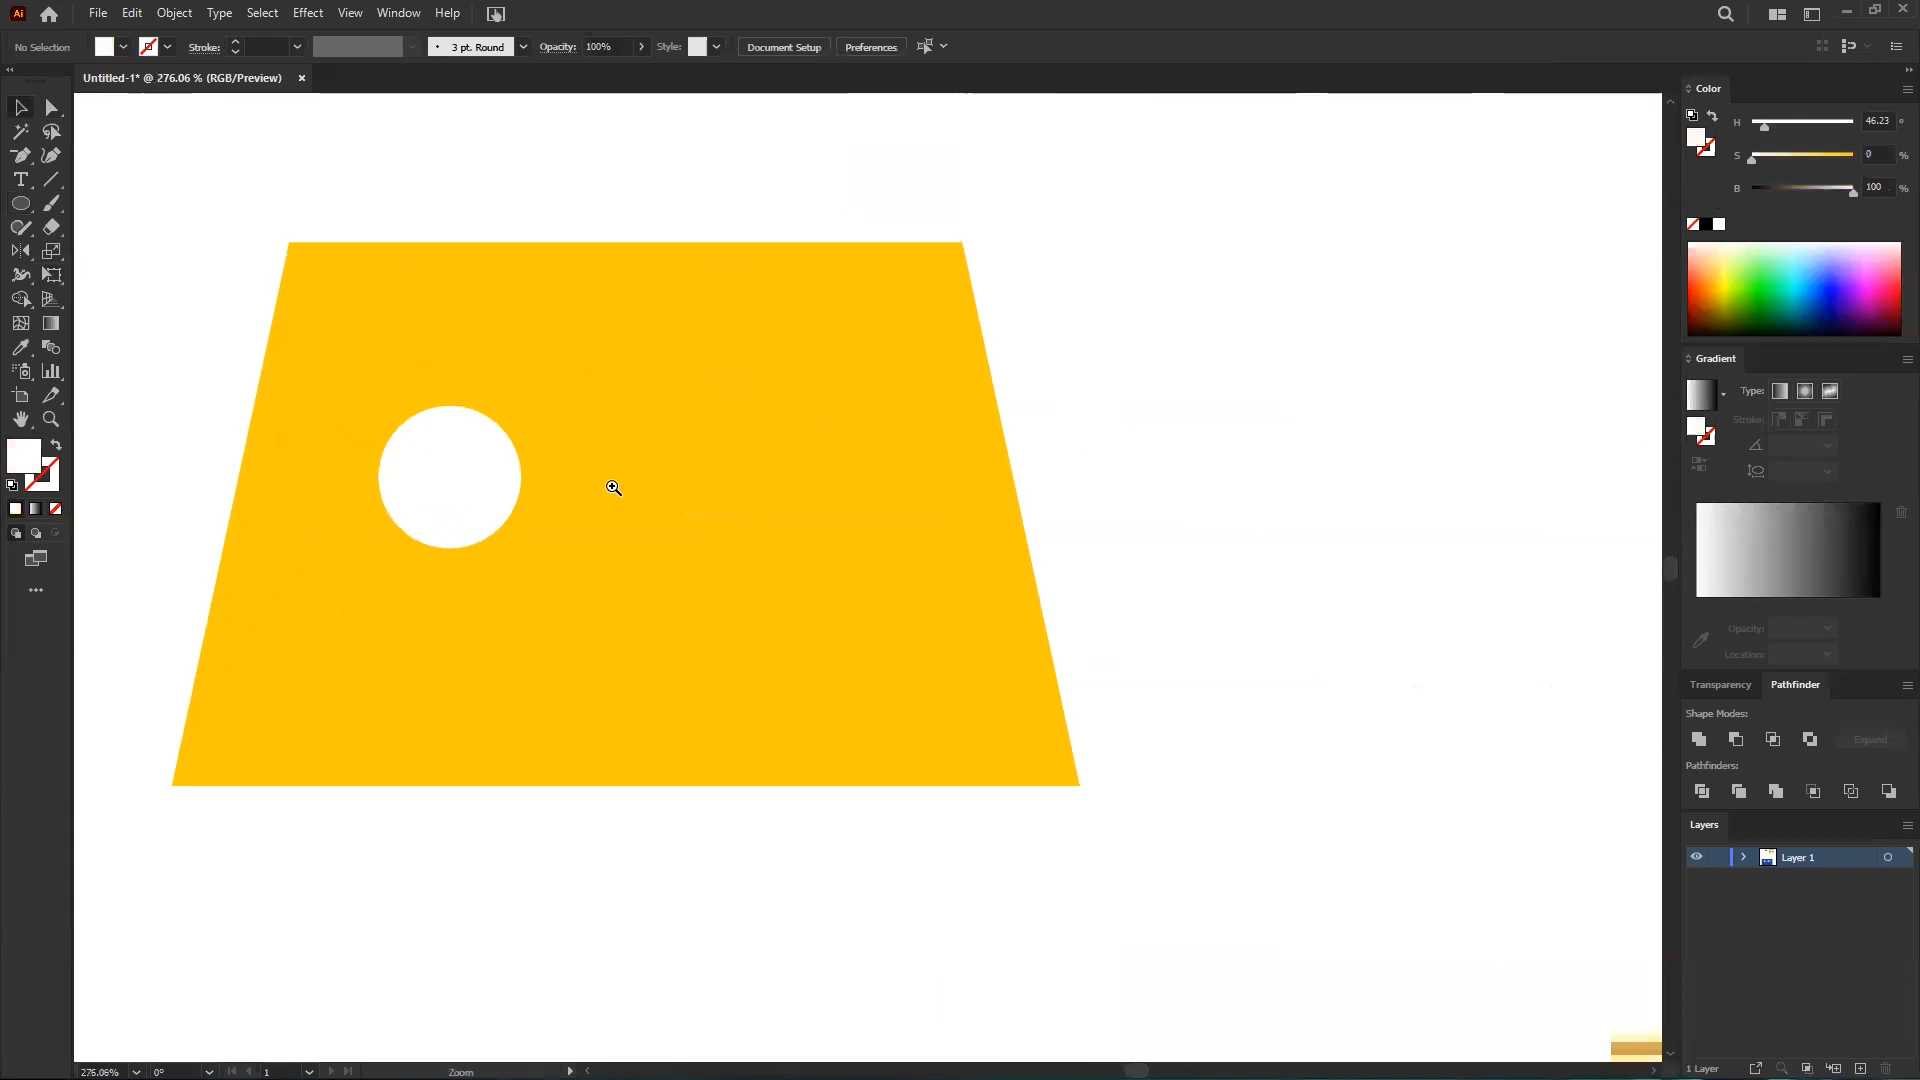 Ai File Edit Object Type Select Effect View Window Help
No Selection Stroke: 3 pt. Round Opacity: 100% Style: Document Setup Preferences
Untitled-1* @ 276.06 % (RGB/Preview) ×
Color
H 46.23 °
S 0 %
B 100 %
Gradient
Type:
Stroke:
Opacity:
Location:
Transparency Pathfinder
Shape Modes:
Expand
Pathfinders:
Layers
Layer 1
1 Layer
276.06% 0° 1 Zoom